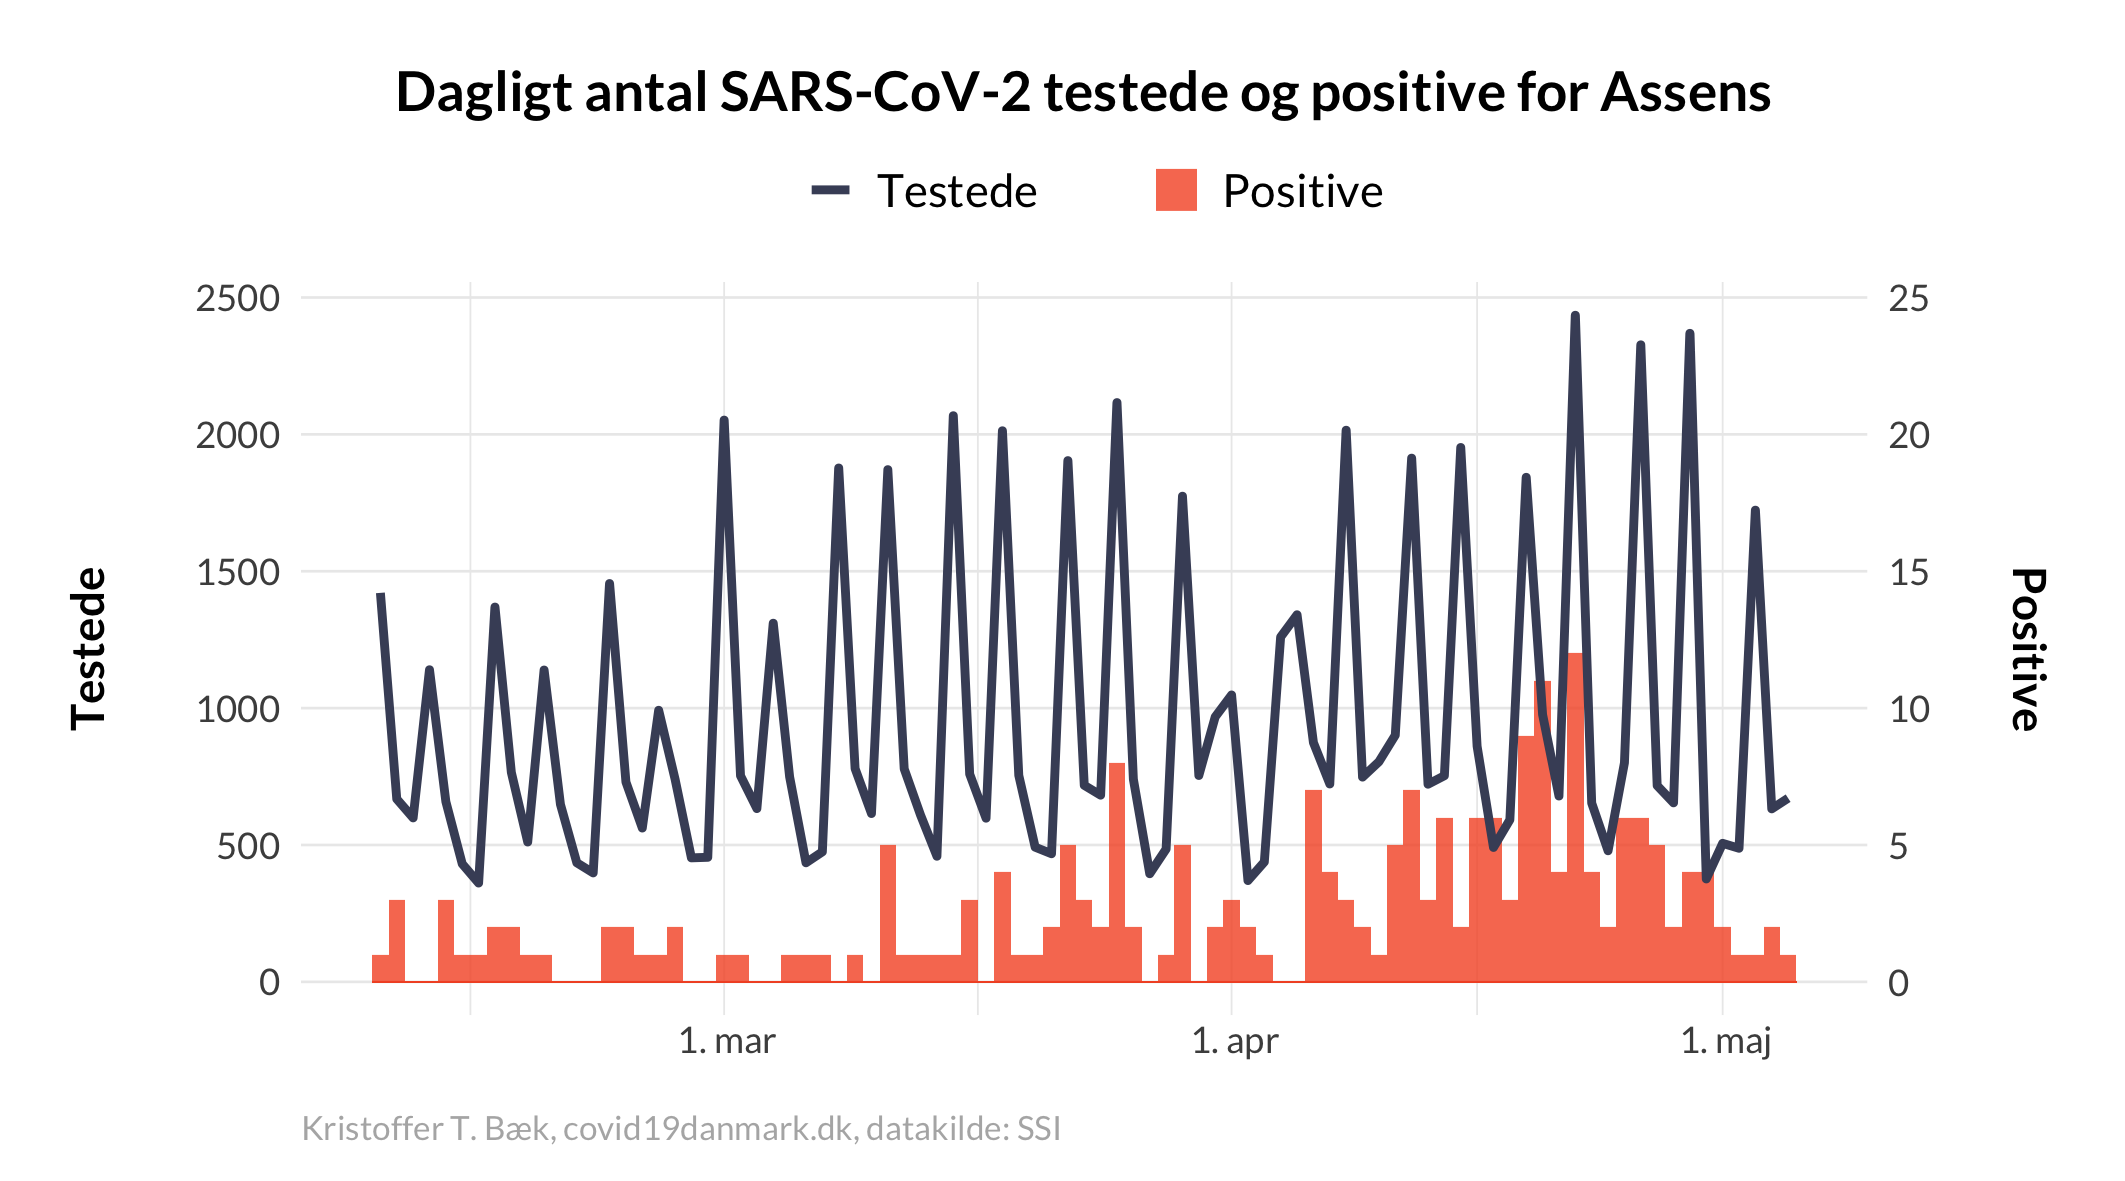 Dagligt antal SARS-CoV-2 testede og positive for Assens
Testede Positive
2500 25
2000 20
1500 15
1000 10
500 5
0 0
Testede
Positive
1. mar 1. apr 1. maj
Kristoffer T. Bæk, covid19danmark.dk, datakilde: SSI